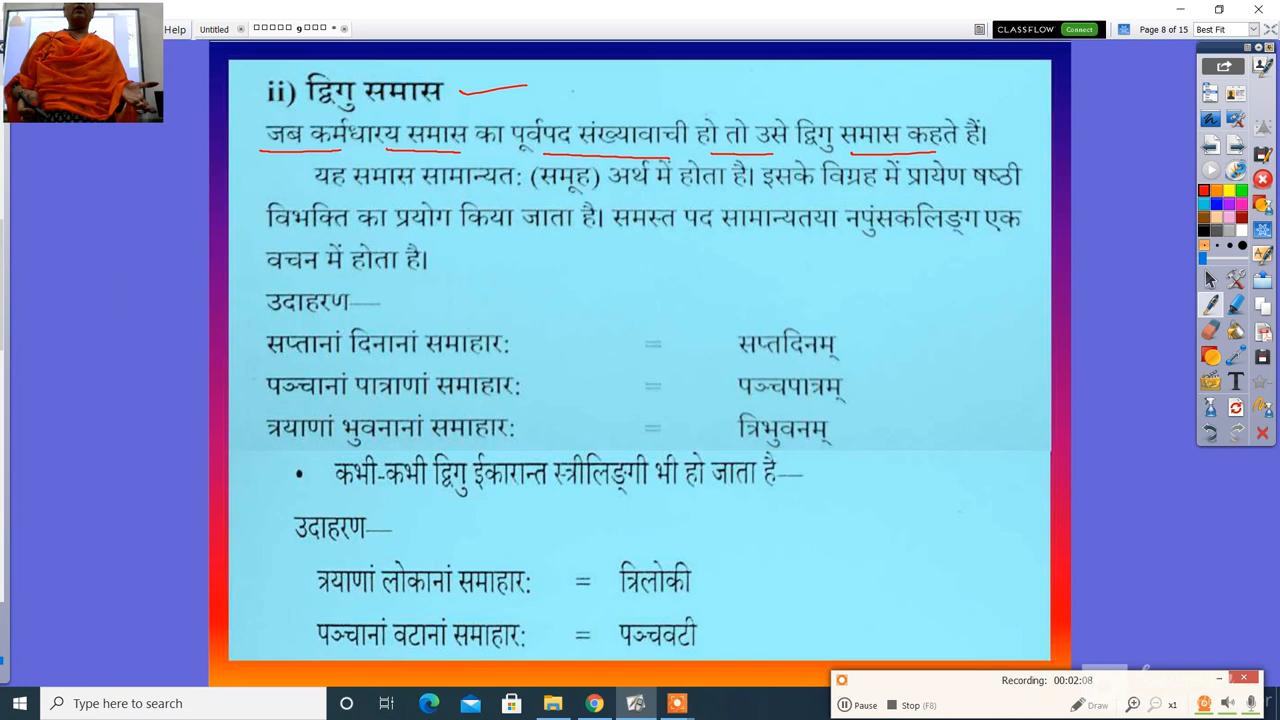 Help
Untitled
9
CLASSFLOW Connect
Page 8 of 15
Best Fit
ii) द्विगु समास
जब कर्मधारय समास का पूर्वपद संख्यावाची हो तो उसे द्विगु समास कहते हैं।
यह समास सामान्यत: (समूह) अर्थ में होता है। इसके विग्रह में प्रायेण षष्ठी
विभक्ति का प्रयोग किया जाता है। समस्त पद सामान्यतया नपुंसकलिङ्ग एक
वचन में होता है।
उदाहरण—
सप्तानां दिनानां समाहार: = सप्तदिनम्
पञ्चानां पात्राणां समाहार: = पञ्चपात्रम्
त्रयाणां भुवनानां समाहार: = त्रिभुवनम्
• कभी-कभी द्विगु ईकारान्त स्त्रीलिङ्गी भी हो जाता है—
उदाहरण—
त्रयाणां लोकानां समाहार: = त्रिलोकी
पञ्चानां वटानां समाहार: = पञ्चवटी
Recording: 00:02:08
Pause Stop (F8) Draw x1
Type here to search